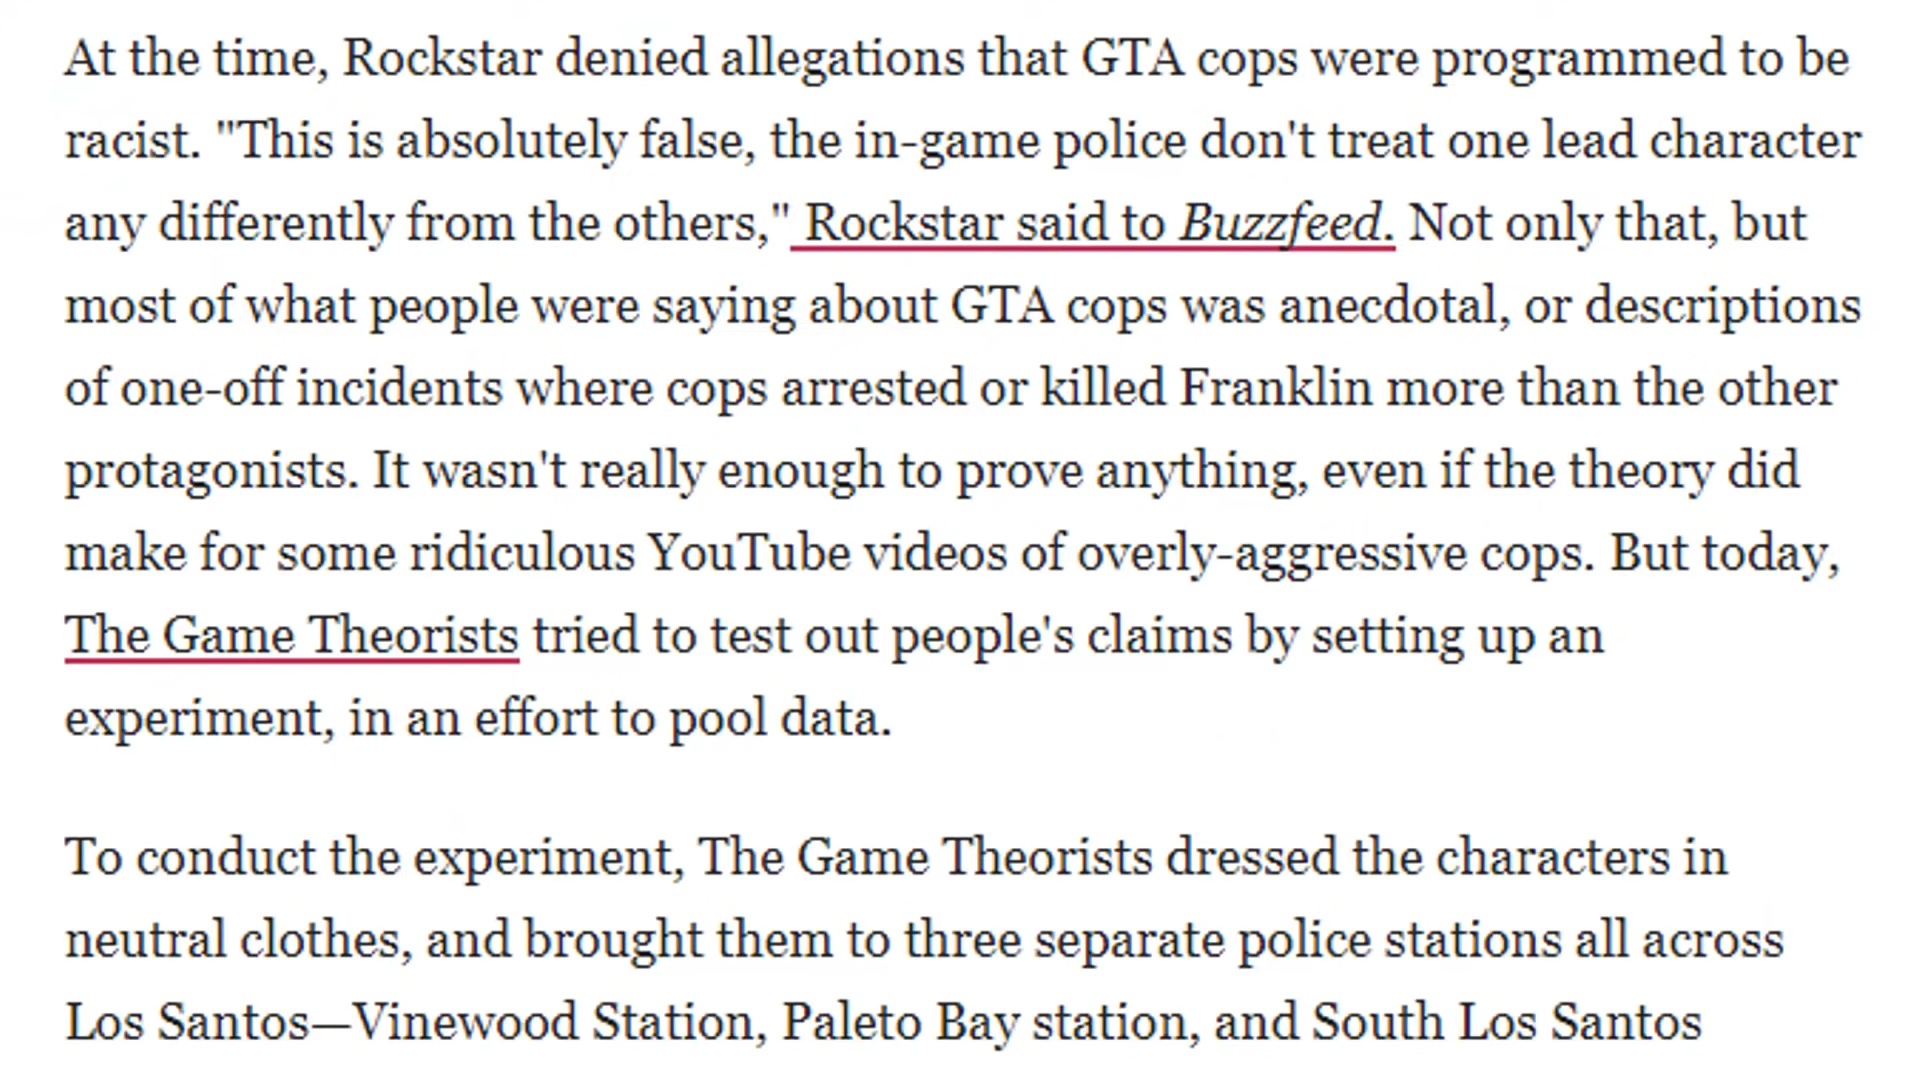 At the time, Rockstar denied allegations that GTA cops were programmed to be
racist. "This is absolutely false, the in-game police don't treat one lead character
any differently from the others," Rockstar said to Buzzfeed. Not only that, but
most of what people were saying about GTA cops was anecdotal, or descriptions
of one-off incidents where cops arrested or killed Franklin more than the other
protagonists. It wasn't really enough to prove anything, even if the theory did
make for some ridiculous YouTube videos of overly-aggressive cops. But today,
The Game Theorists tried to test out people's claims by setting up an
experiment, in an effort to pool data.
To conduct the experiment, The Game Theorists dressed the characters in
neutral clothes, and brought them to three separate police stations all across
Los Santos—Vinewood Station, Paleto Bay station, and South Los Santos